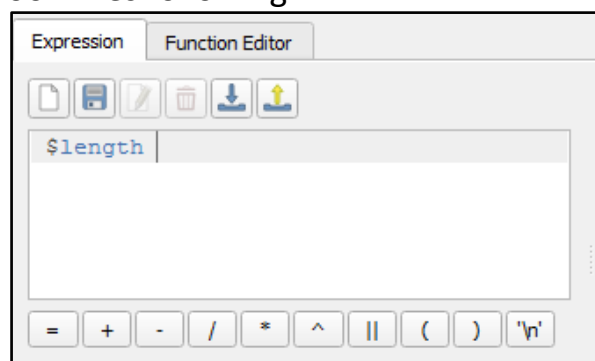 Expression Function Editor
$length
= + - / * ^ || ( ) '\n'